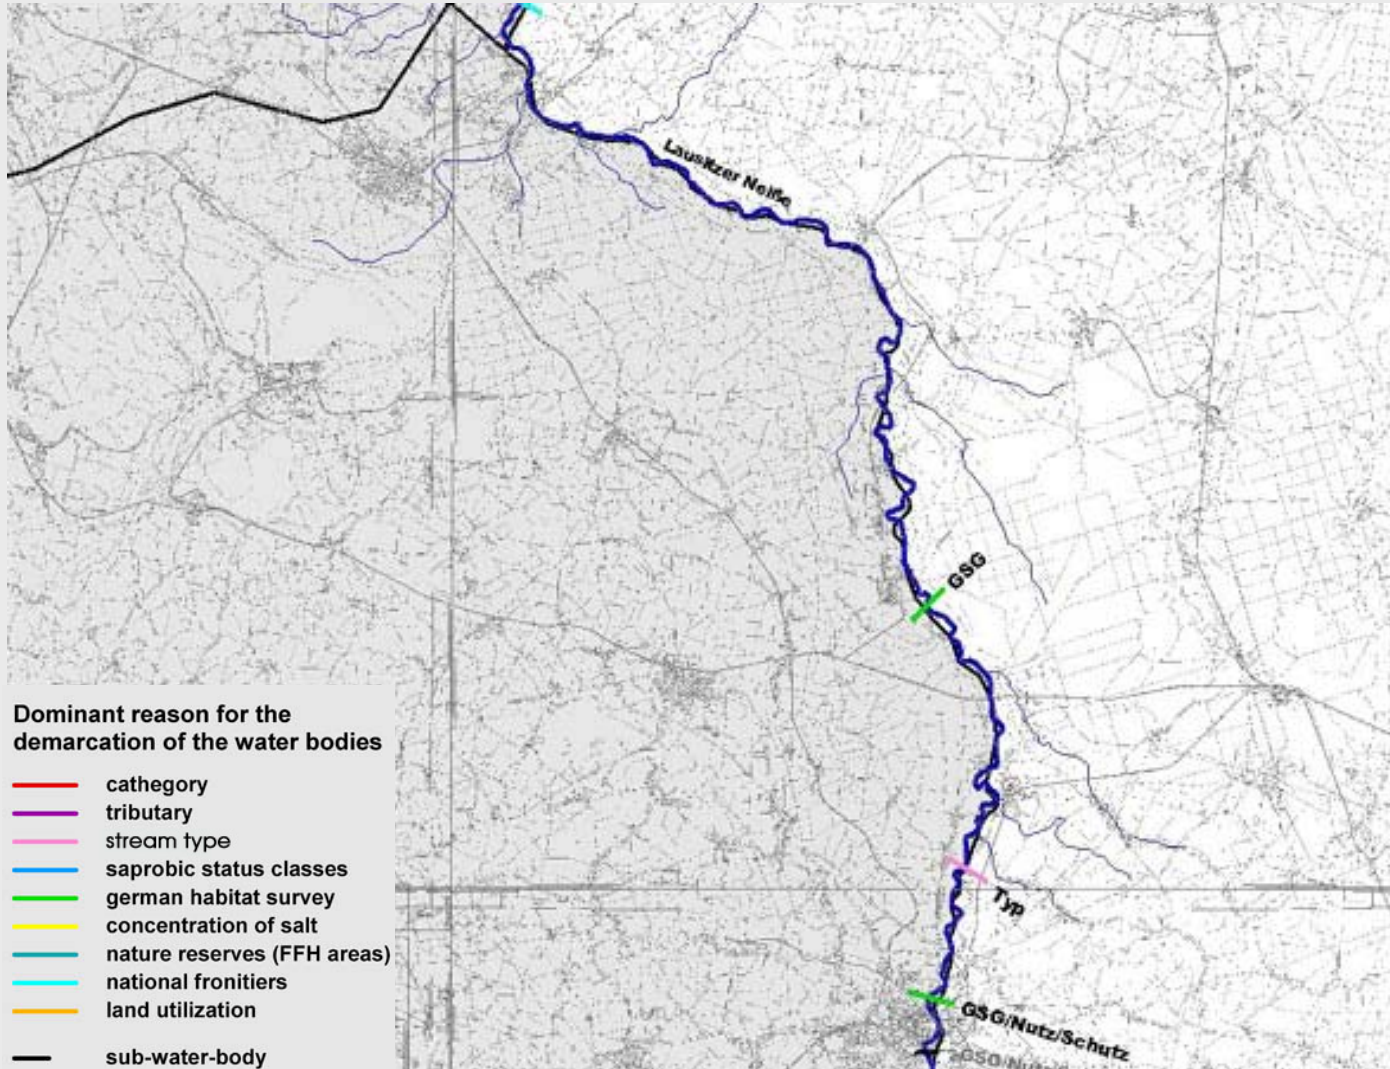 Lausitzer Neiße
GSG
Typ
GSG/Nutz/Schutz
Dominant reason for the
demarcation of the water bodies
cathegory
tributary
stream type
saprobic status classes
german habitat survey
concentration of salt
nature reserves (FFH areas)
national fronitiers
land utilization
sub-water-body